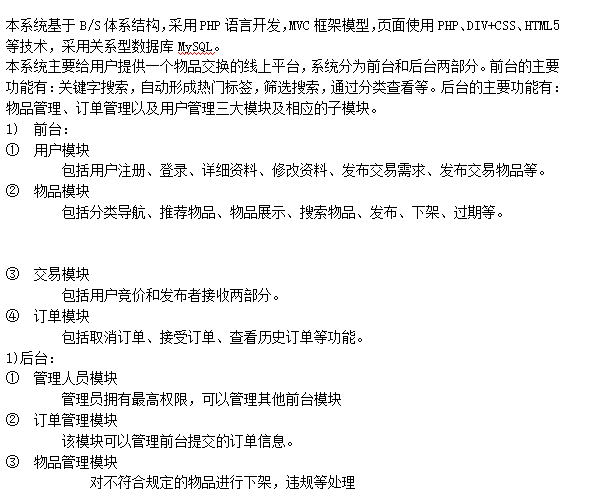 本系统基于 B/S 体系结构，采用 PHP 语言开发，MVC 框架模型，页面使用 PHP、DIV+CSS、HTML5
等技术，采用关系型数据库 MySQL。
本系统主要给用户提供一个物品交换的线上平台，系统分为前台和后台两部分。前台的主要
功能有：关键字搜索，自动形成热门标签，筛选搜索，通过分类查看等。后台的主要功能有：
物品管理、订单管理以及用户管理三大模块及相应的子模块。
1) 前台：
① 用户模块
包括用户注册、登录、详细资料、修改资料、发布交易需求、发布交易物品等。
② 物品模块
包括分类导航、推荐物品、物品展示、搜索物品、发布、下架、过期等。
③ 交易模块
包括用户竞价和发布者接收两部分。
④ 订单模块
包括取消订单、接受订单、查看历史订单等功能。
1)后台：
① 管理人员模块
管理员拥有最高权限，可以管理其他前台模块
② 订单管理模块
该模块可以管理前台提交的订单信息。
③ 物品管理模块
对不符合规定的物品进行下架，违规等处理